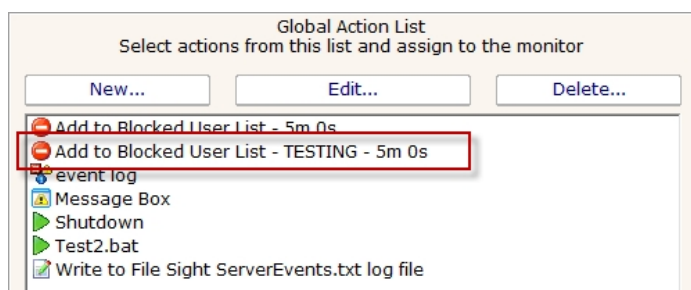 Global Action List
Select actions from this list and assign to the monitor
New... Edit... Delete...
Add to Blocked User List - 5m 0s
Add to Blocked User List - TESTING - 5m 0s
event log
Message Box
Shutdown
Test2.bat
Write to File Sight ServerEvents.txt log file